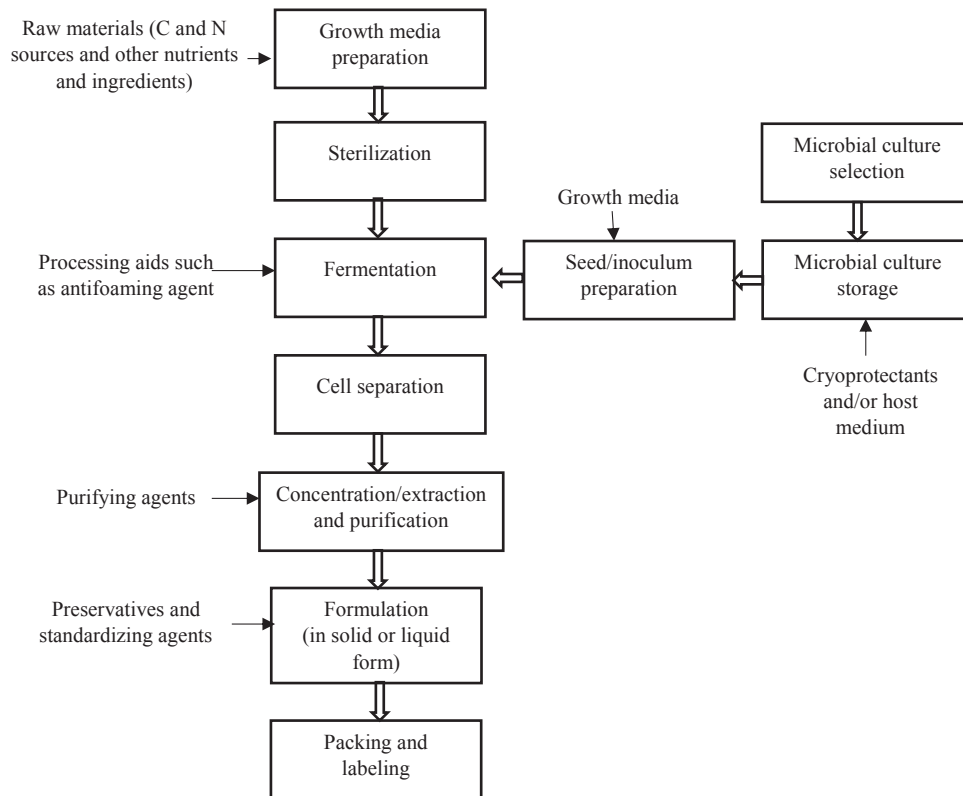 Raw materials (C and N
sources and other nutrients
and ingredients)
Growth media
preparation
Sterilization
Microbial culture
selection
Growth media
Processing aids such
as antifoaming agent
Fermentation
Seed/inoculum
preparation
Microbial culture
storage
Cell separation
Cryoprotectants
and/or host
medium
Purifying agents
Concentration/extraction
and purification
Preservatives and
standardizing agents
Formulation
(in solid or liquid
form)
Packing and
labeling